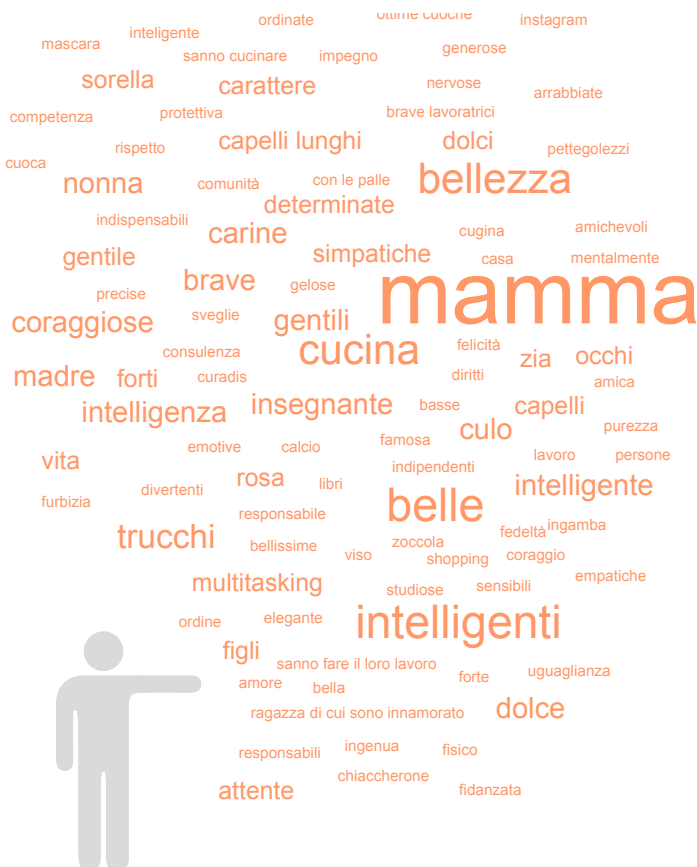 ordinate ottime cuoche instagram
mascara inteligente generose
sanno cucinare impegno
sorella carattere nervose arrabbiate
competenza protettiva brave lavoratrici
rispetto capelli lunghi dolci pettegolezzi
cuoca nonna comunità con le palle bellezza
indispensabili determinate
carine cugina amichevoli
gentile simpatiche casa mentalmente
brave gelose mamma
precise
coraggiose sveglie gentili
consulenza cucina felicità zia occhi
madre forti curadis diritti amica
intelligenza insegnante basse capelli
culo purezza
vita emotive calcio famosa lavoro persone
rosa libri indipendenti intelligente
furbizia divertenti belle
responsabile
trucchi bellissime zoccola fedeltà ingamba
viso shopping coraggio
multitasking studiose sensibili empatiche
ordine elegante intelligenti
figli sanno fare il loro lavoro forte uguaglianza
amore bella
ragazza di cui sono innamorato dolce
responsabili ingenua fisico
attente chiaccherone fidanzata